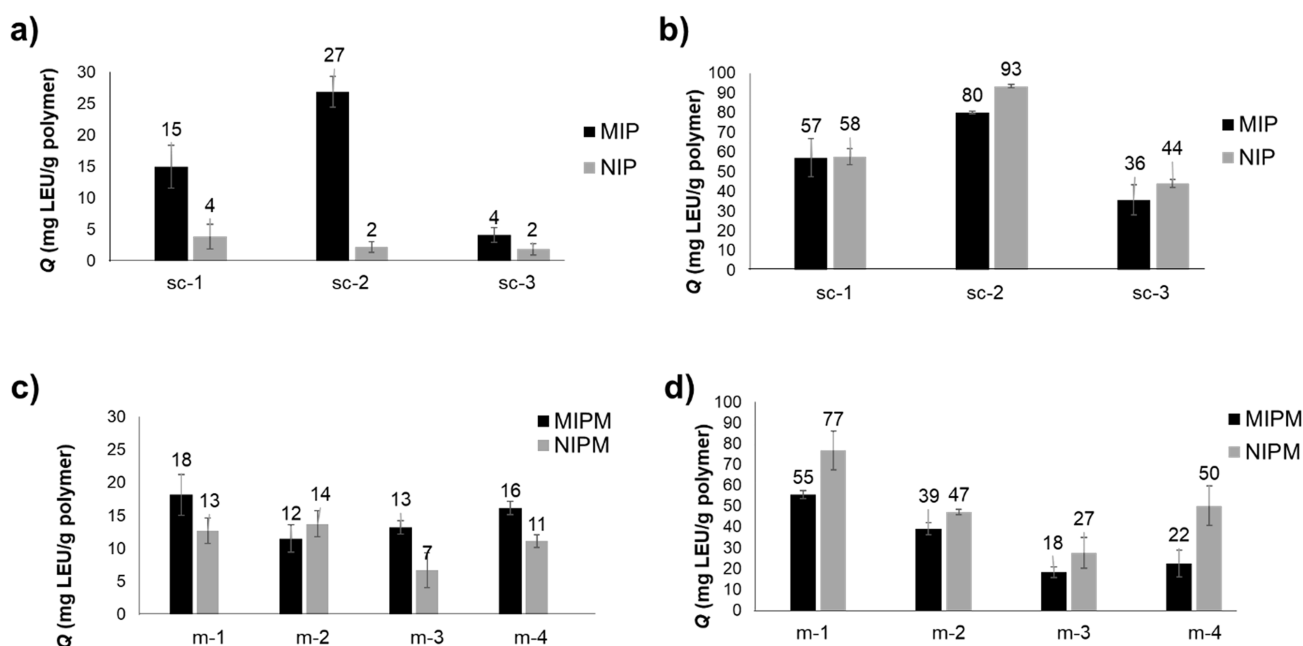 a)
Q (mg LEU/g polymer)
30
25
20
15
10
5
0
15
4
27
2
4
2
sc-1
sc-2
sc-3
MIP
NIP
b)
Q (mg LEU/g polymer)
100
90
80
70
60
50
40
30
20
10
0
57
58
80
93
36
44
sc-1
sc-2
sc-3
MIP
NIP
c)
Q (mg LEU/g polymer)
30
25
20
15
10
5
0
18
13
12
14
13
7
16
11
m-1
m-2
m-3
m-4
MIPM
NIPM
d)
Q (mg LEU/g polymer)
100
90
80
70
60
50
40
30
20
10
0
55
77
39
47
18
27
22
50
m-1
m-2
m-3
m-4
MIPM
NIPM